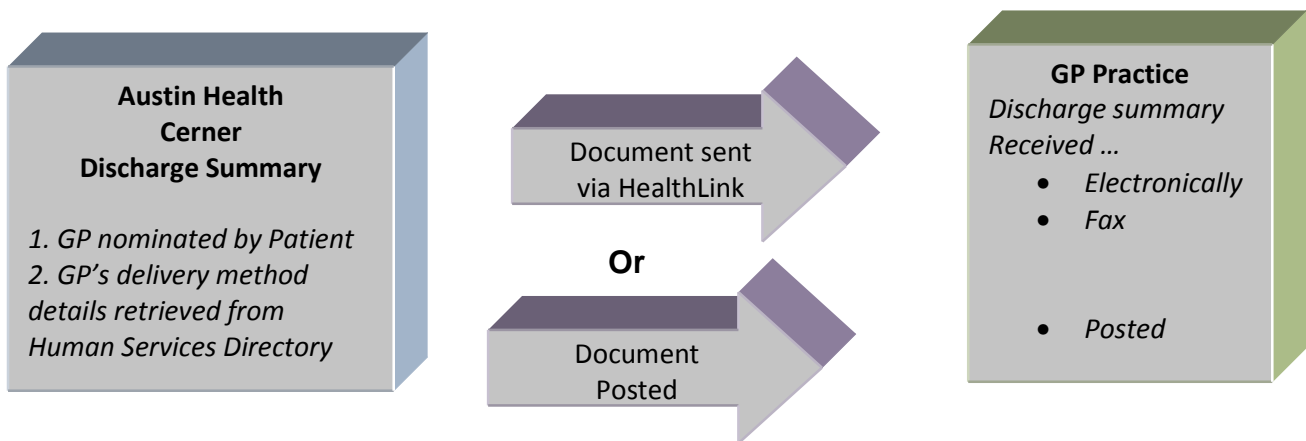 Austin Health
Cerner
Discharge Summary
1. GP nominated by Patient
2. GP’s delivery method
details retrieved from
Human Services Directory
Document sent
via HealthLink
Or
Document
Posted
GP Practice
Discharge summary
Received ...
• Electronically
• Fax
• Posted